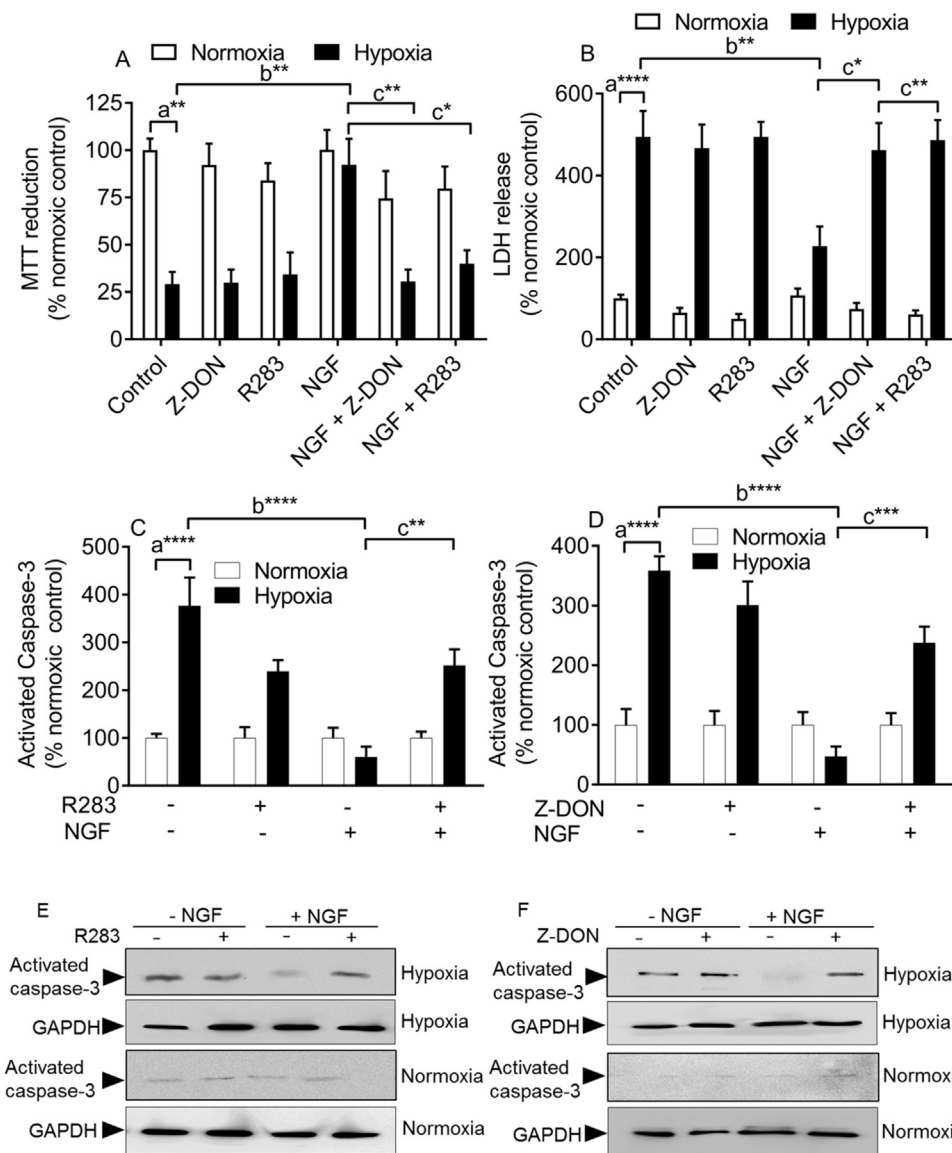 A
Normoxia Hypoxia
b**
a**
c**
c*
125
100
75
50
25
0
MTT reduction
(% normoxic control)
Control
Z-DON
R283
NGF
NGF + Z-DON
NGF + R283
B
Normoxia Hypoxia
b**
a****
c*
c**
600
400
200
0
LDH release
(% normoxic control)
Control
Z-DON
R283
NGF
NGF + Z-DON
NGF + R283
C
b****
a****
c**
Normoxia
Hypoxia
500
400
300
200
100
0
Activated Caspase-3
(% normoxic control)
R283 - + - +
NGF - - + +
D
b****
a****
c***
Normoxia
Hypoxia
400
300
200
100
0
Activated Caspase-3
(% normoxic control)
Z-DON - + - +
NGF - - + +
E
- NGF + NGF
R283 - + - +
Activated
caspase-3
Hypoxia
GAPDH
Hypoxia
Activated
caspase-3
Normoxia
GAPDH
Normoxia
F
- NGF + NGF
Z-DON - + - +
Activated
caspase-3
Hypoxia
GAPDH
Hypoxia
Activated
caspase-3
Normox
GAPDH
Normoxi